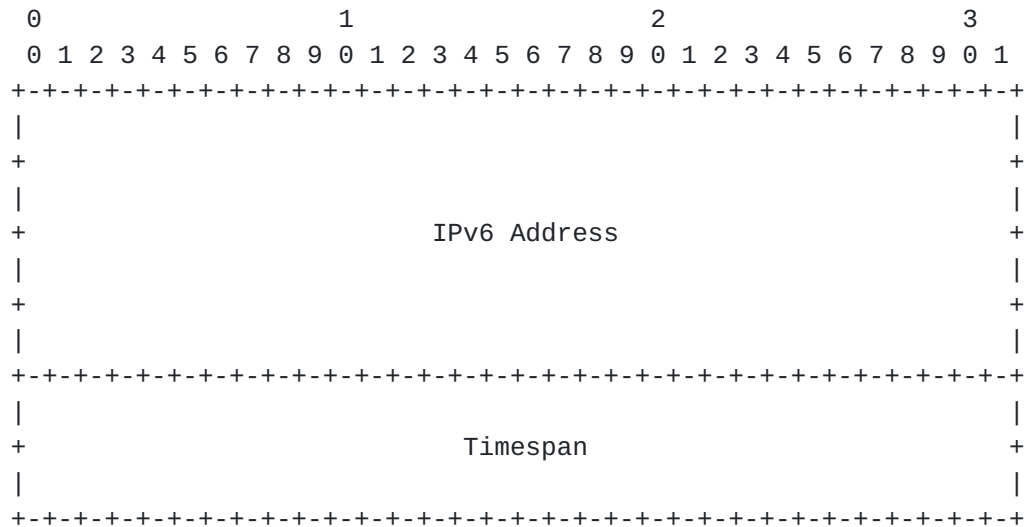 0                   1                   2                   3
 0 1 2 3 4 5 6 7 8 9 0 1 2 3 4 5 6 7 8 9 0 1 2 3 4 5 6 7 8 9 0 1
+-+-+-+-+-+-+-+-+-+-+-+-+-+-+-+-+-+-+-+-+-+-+-+-+-+-+-+-+-+-+-+-+
|                                                               |
+                                                               +
|                                                               |
+                          IPv6 Address                         +
|                                                               |
+                                                               +
|                                                               |
+-+-+-+-+-+-+-+-+-+-+-+-+-+-+-+-+-+-+-+-+-+-+-+-+-+-+-+-+-+-+-+-+
|                                                               |
+                            Timespan                           +
|                                                               |
+-+-+-+-+-+-+-+-+-+-+-+-+-+-+-+-+-+-+-+-+-+-+-+-+-+-+-+-+-+-+-+-+